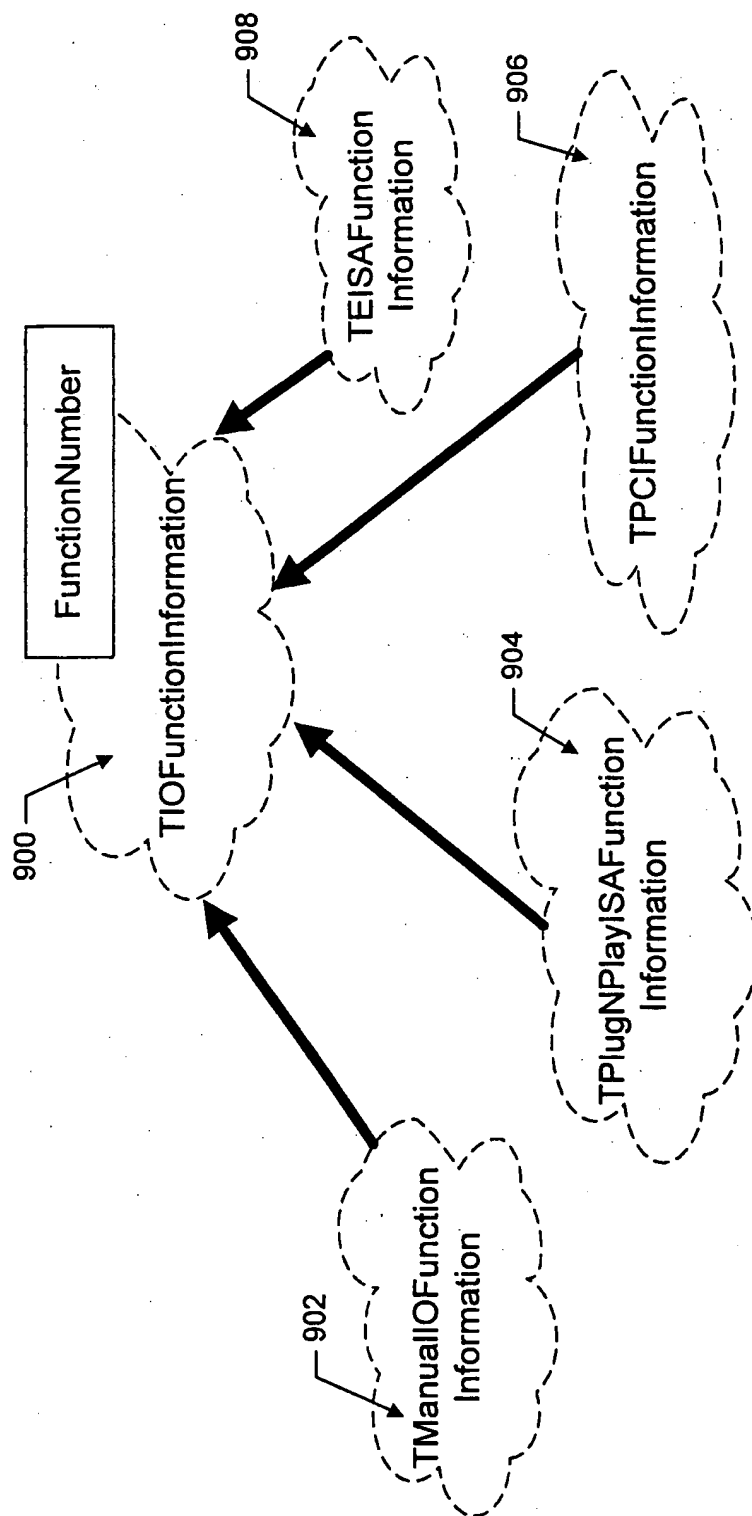 FunctionNumber
900
TIOFunctionInformation
902
TManualIOFunction
Information
904
TPlugNPlayISAFunction
Information
906
TPCIFunctionInformation
908
TEISAFunction
Information